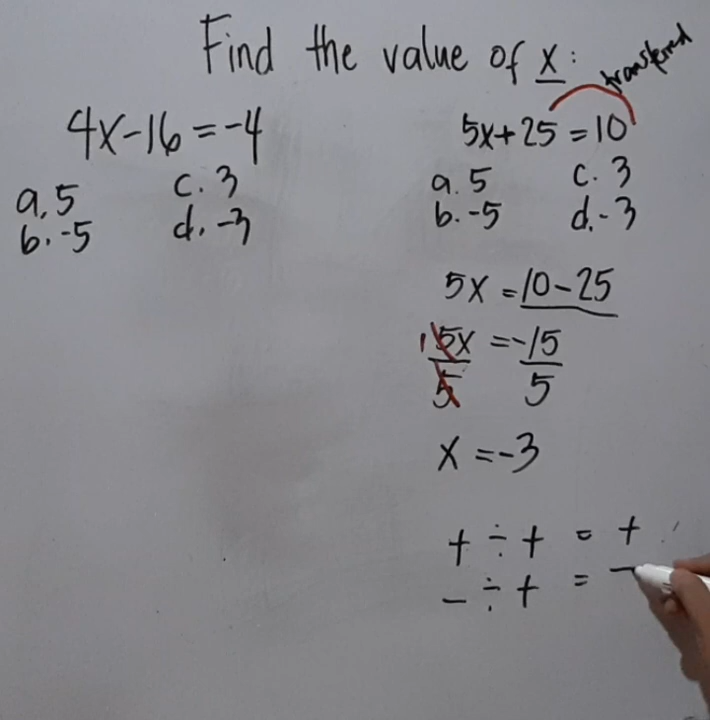 Find the value of x:
transferred
4x-16=-4
a. 5 c. 3
b. -5 d. -3
5x+25=10
a. 5 c. 3
b. -5 d. -3
5x = 10-25
1 5x = -15
5 5
x = -3
+ ÷ + = +
- ÷ + = -